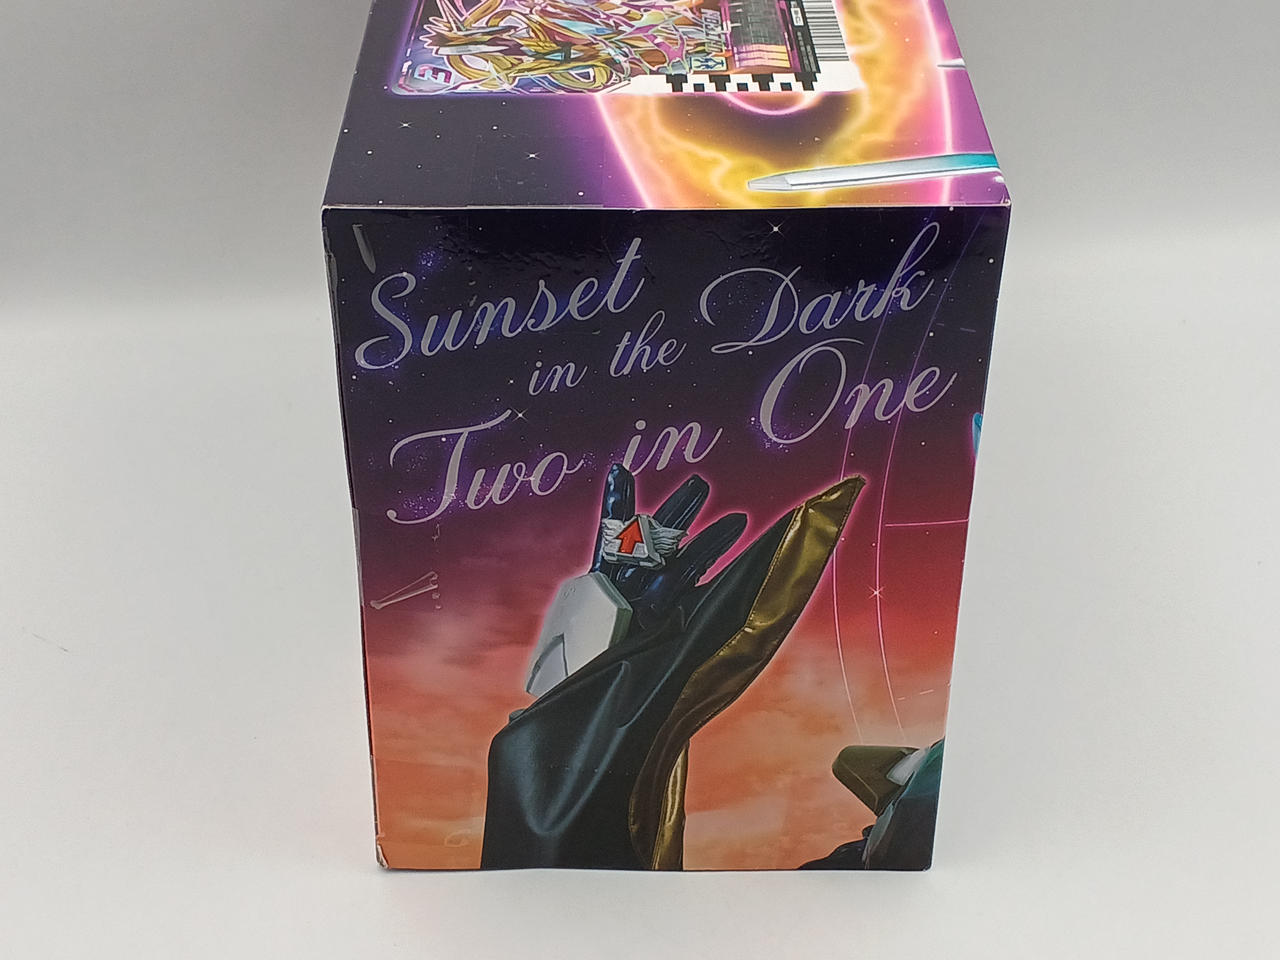 Sunset
in the Dark
Two in One